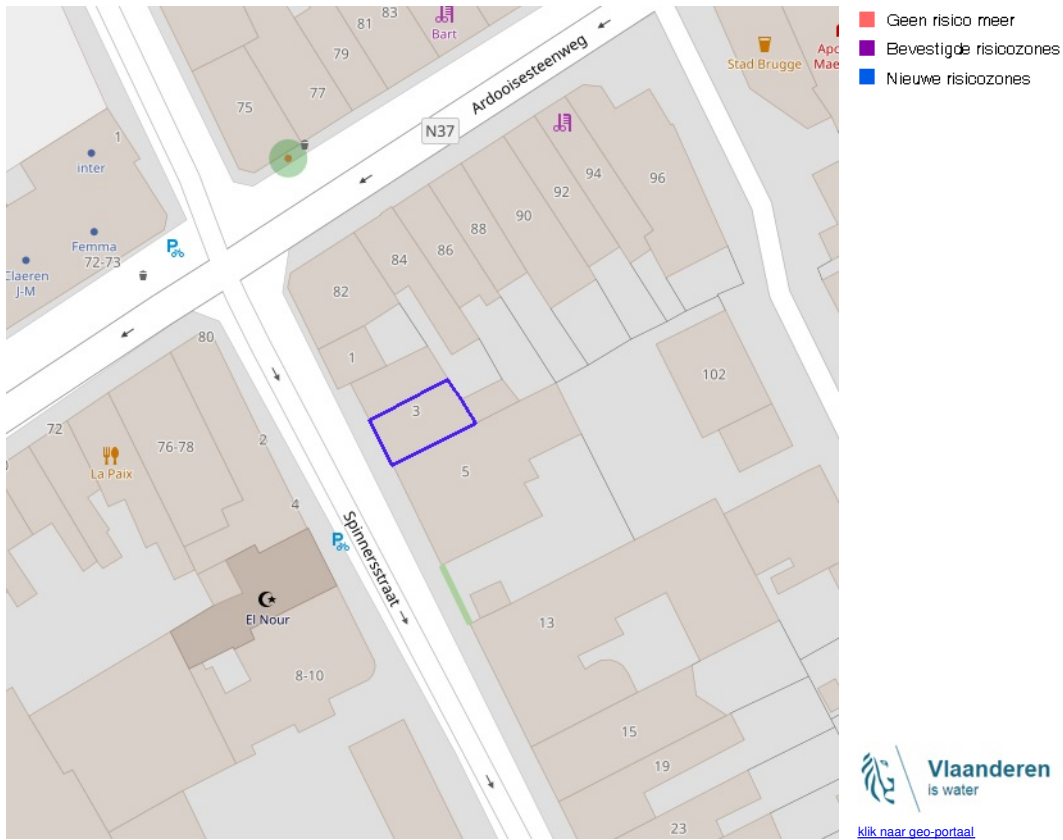 83
81
Bart
79
77
75
Ardooisesteenweg
N37
Stad Brugge
Apo
Mae
1
inter
Femma
72-73
Claeren
J-M
96
94
92
90
88
86
84
82
1
3
5
102
80
72
76-78
La Paix
2
4
Spinnersstraat
El Nour
8-10
13
15
19
23
Geen risico meer
Bevestigde risicozones
Nieuwe risicozones
Vlaanderen
is water
klik naar geo-portaal